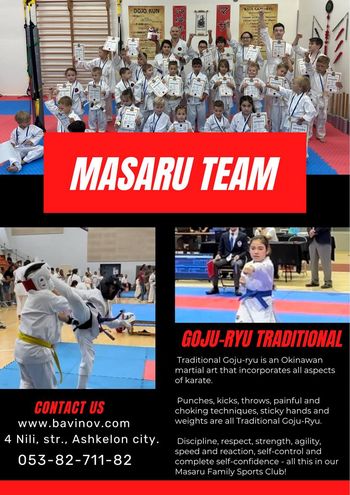 DOJO KUN
MASARU TEAM
GOJU-RYU TRADITIONAL
Traditional Goju-ryu is an Okinawan
martial art that incorporates all aspects
of karate.
Punches, kicks, throws, painful and
choking techniques, sticky hands and
weights are all Traditional Goju-Ryu.
Discipline, respect, strength, agility,
speed and reaction, self-control and
complete self-confidence - all this in our
Masaru Family Sports Club!
CONTACT US
www.bavinov.com
4 Nili, str., Ashkelon city.
053-82-711-82